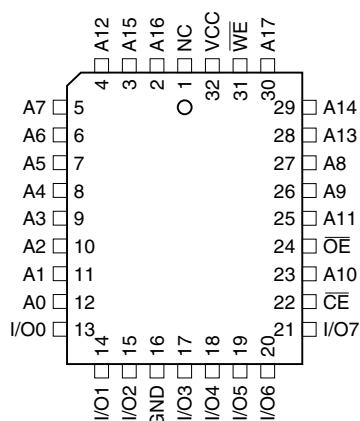 A12 A15 A16 NC VCC W̅E̅ A17
4 3 2 1 32 31 30
A7 5 29 A14
A6 6 28 A13
A5 7 27 A8
A4 8 26 A9
A3 9 25 A11
A2 10 24 O̅E̅
A1 11 23 A10
A0 12 22 C̅E̅
I/O0 13 21 I/O7
14 15 16 17 18 19 20
I/O1 I/O2 GND I/O3 I/O4 I/O5 I/O6